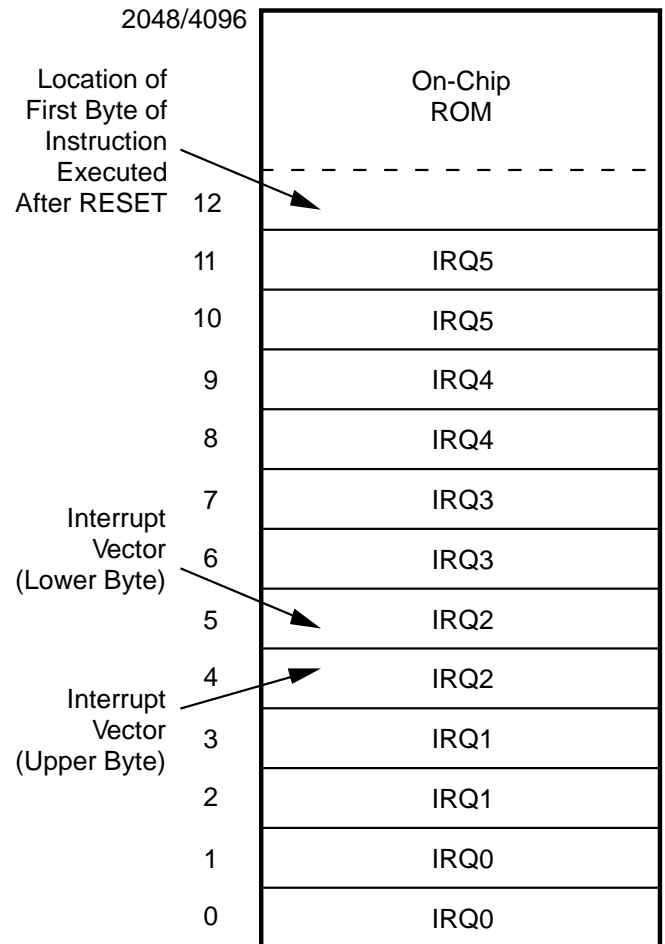 2048/4096
Location of
First Byte of
Instruction
Executed
After RESET 12
On-Chip
ROM
11 IRQ5
10 IRQ5
9 IRQ4
8 IRQ4
7 IRQ3
Interrupt
Vector
(Lower Byte)
6 IRQ3
5 IRQ2
4 IRQ2
Interrupt
Vector
(Upper Byte)
3 IRQ1
2 IRQ1
1 IRQ0
0 IRQ0